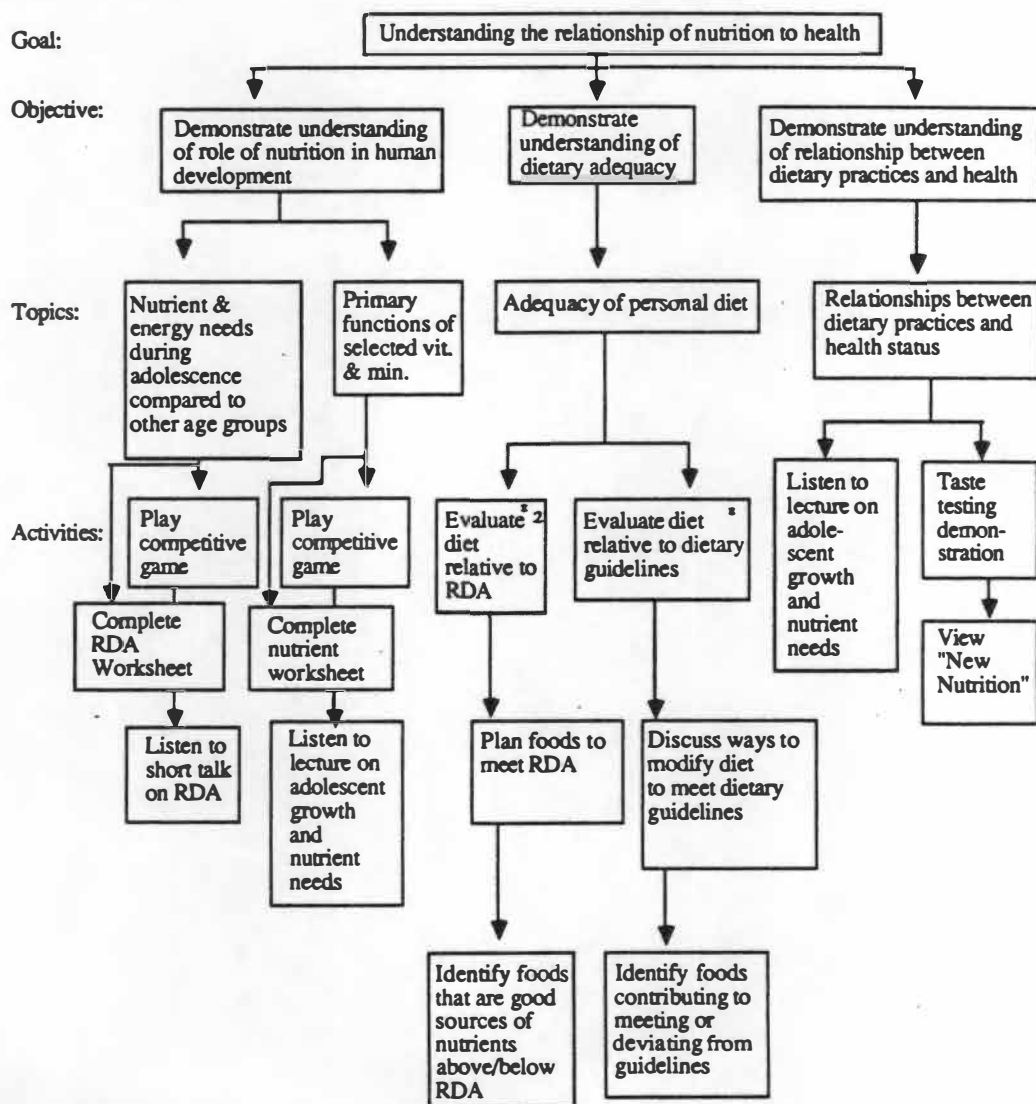 Goal:
Understanding the relationship of nutrition to health
Objective:
Demonstrate understanding
of role of nutrition in human
development
Demonstrate
understanding of
dietary adequacy
Demonstrate understanding
of relationship between
dietary practices and health
Topics:
Nutrient &
energy needs
during
adolescence
compared to
other age groups
Primary
functions of
selected vit.
& min.
Adequacy of personal diet
Relationships between
dietary practices and
health status
Activities:
Play
competitive
game
Play
competitive
game
Evaluate* 2
diet
relative to
RDA
Evaluate diet *
relative to dietary
guidelines
Listen to
lecture on
adole-
scent
growth
and
nutrient
needs
Taste
testing
demon-
stration
Complete
RDA
Worksheet
Complete
nutrient
worksheet
View
"New
Nutrition"
Listen to
short talk
on RDA
Listen to
lecture on
adolescent
growth
and
nutrient
needs
Plan foods to
meet RDA
Discuss ways to
modify diet
to meet dietary
guidelines
Identify foods
that are good
sources of
nutrients
above/below
RDA
Identify foods
contributing to
meeting or
deviating from
guidelines